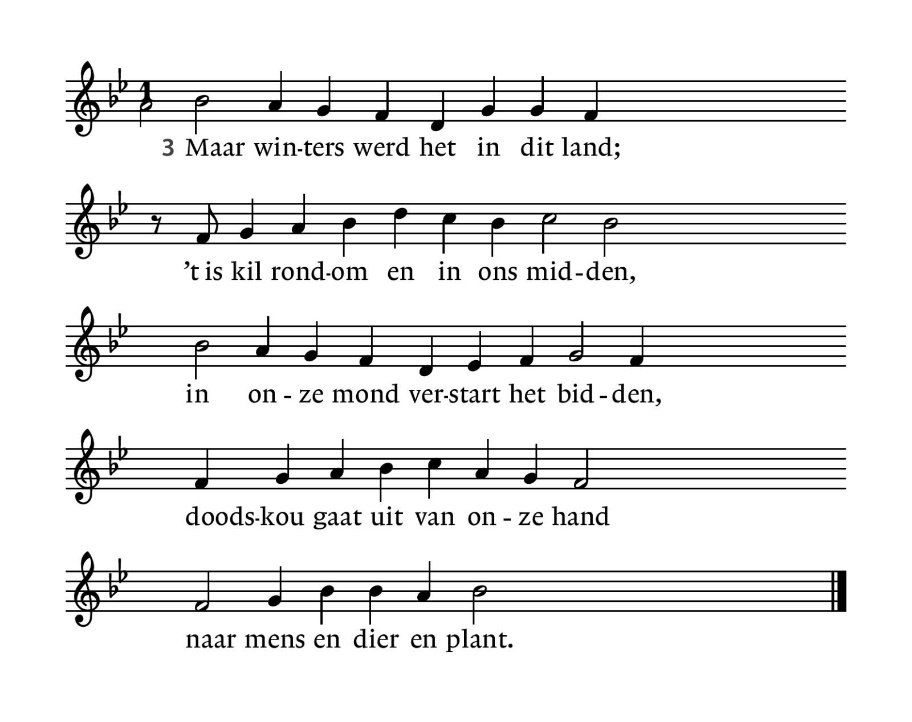 1
3 Maar win-ters werd het in dit land;
’t is kil rond-om en in ons mid-den,
in on-ze mond ver-start het bid-den,
doods-kou gaat uit van on-ze hand
naar mens en dier en plant.